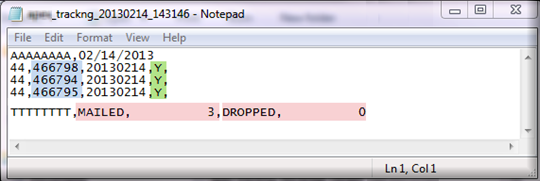 _trackng_20130214_143146 - Notepad
File Edit Format View Help
AAAAAAAA,02/14/2013
44,466798,20130214,Y,
44,466794,20130214,Y,
44,466795,20130214,Y,
TTTTTTTT,MAILED, 3,DROPPED, 0
Ln 1, Col 1